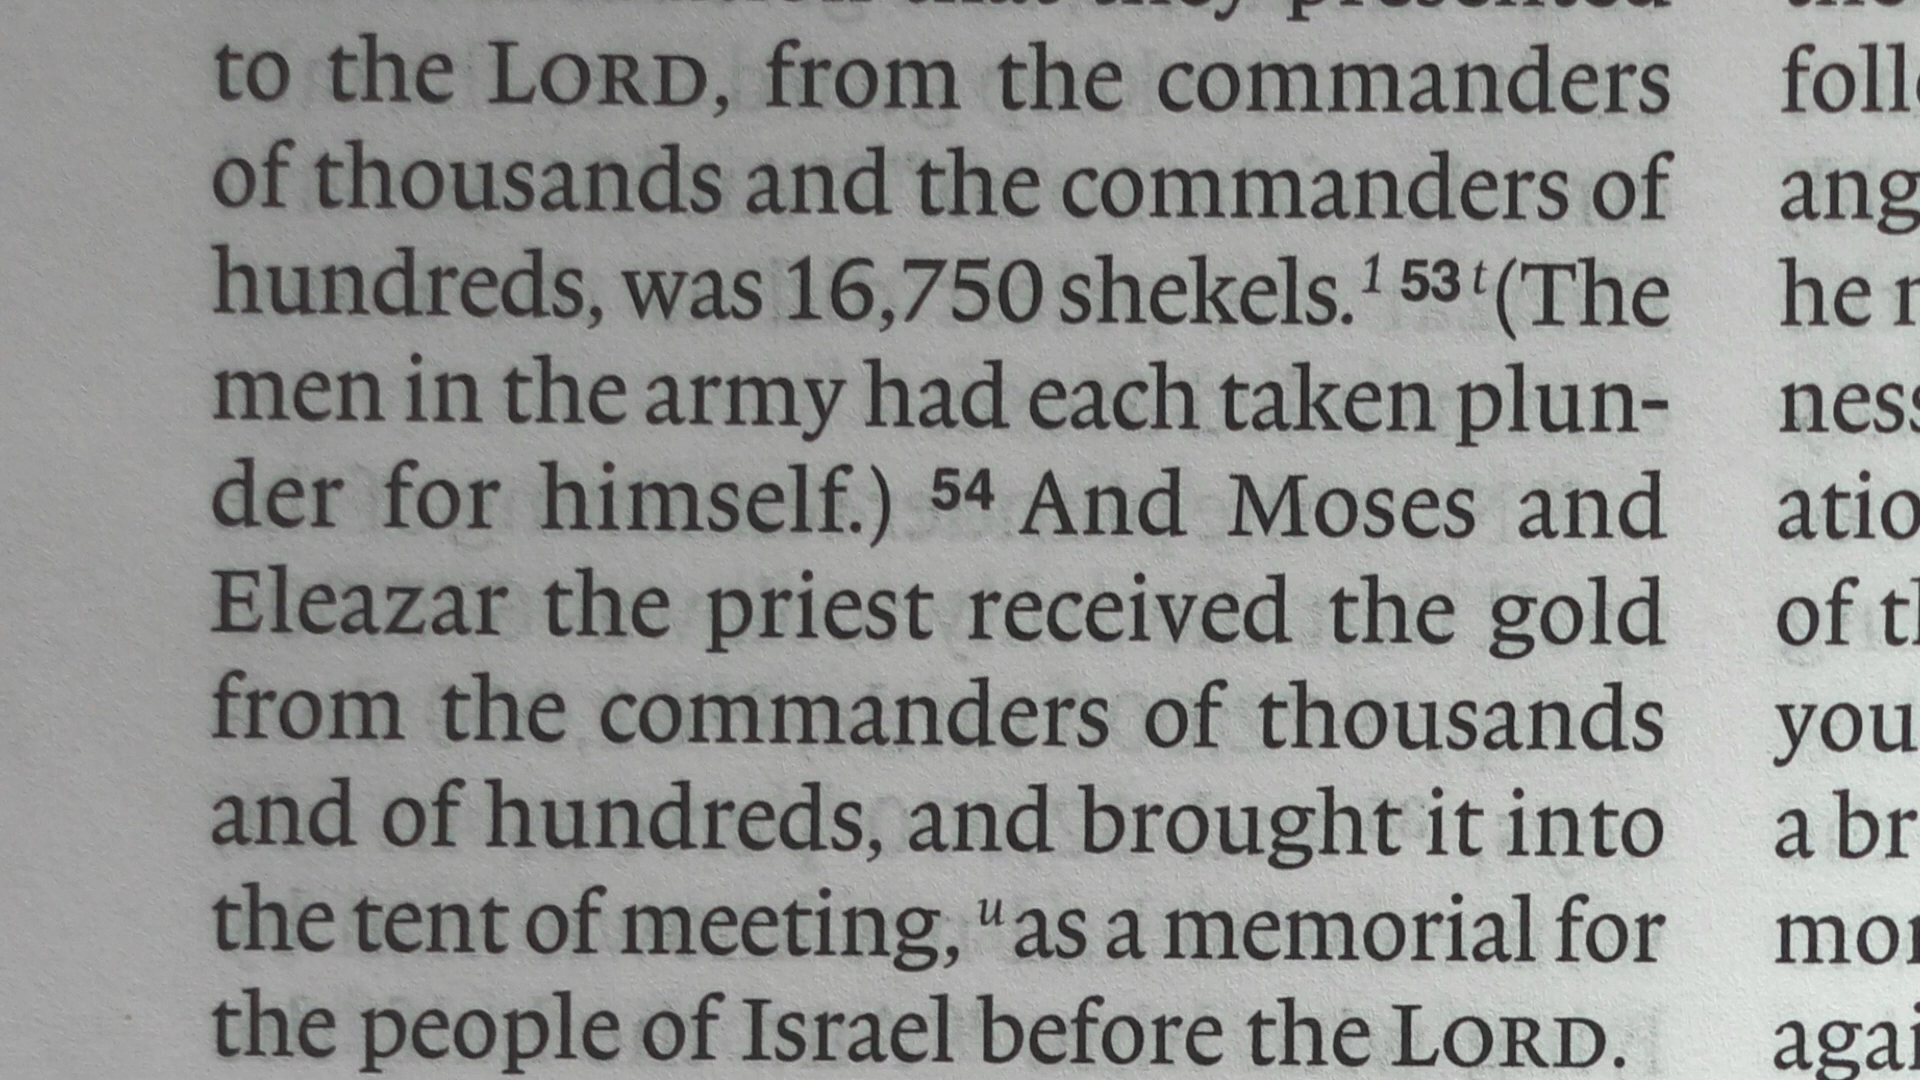 to the LORD, from the commanders
of thousands and the commanders of
hundreds, was 16,750 shekels.1 53 t(The
men in the army had each taken plun-
der for himself.) 54 And Moses and
Eleazar the priest received the gold
from the commanders of thousands
and of hundreds, and brought it into
the tent of meeting, uas a memorial for
the people of Israel before the LORD.
he
of
you
a